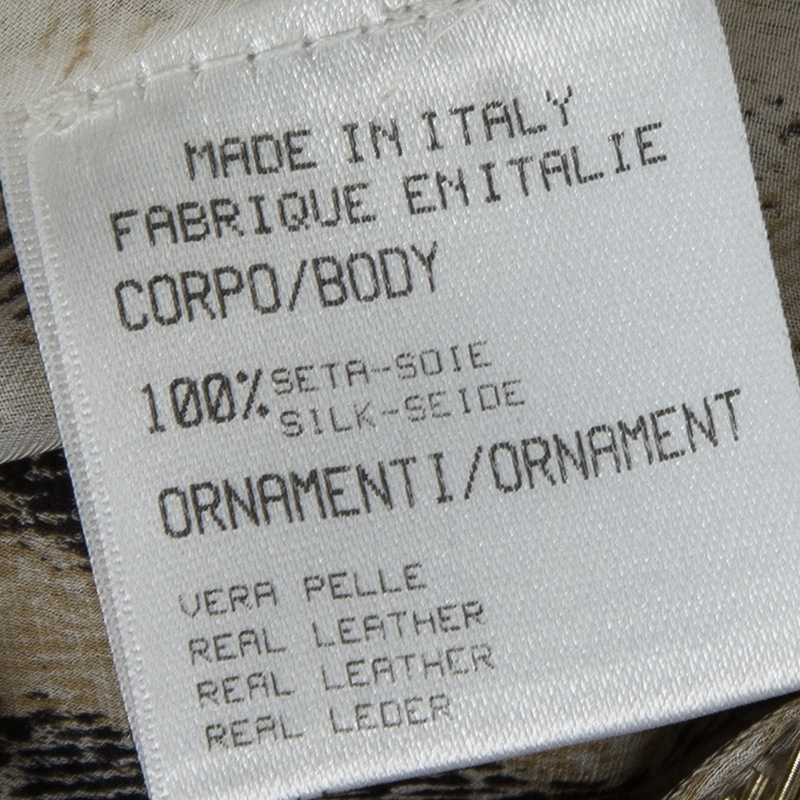 MADE IN ITALY
FABRIQUE EN ITALIE
CORPO/BODY
100% SETA-SOIE
SILK-SEIDE
ORNAMENTI/ORNAMENT
VERA PELLE
REAL LEATHER
REAL LEATHER
REAL LEDER